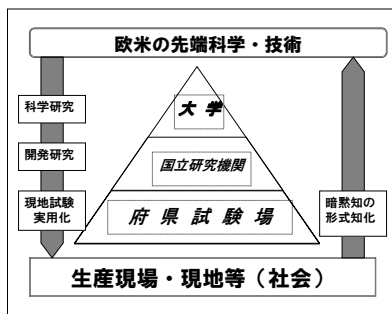 欧米の先端科学・技術
大学
科学研究
開発研究
国立研究機関
現地試験
実用化
府県試験場
暗黙知の
形式知化
生産現場・現地等（社会）